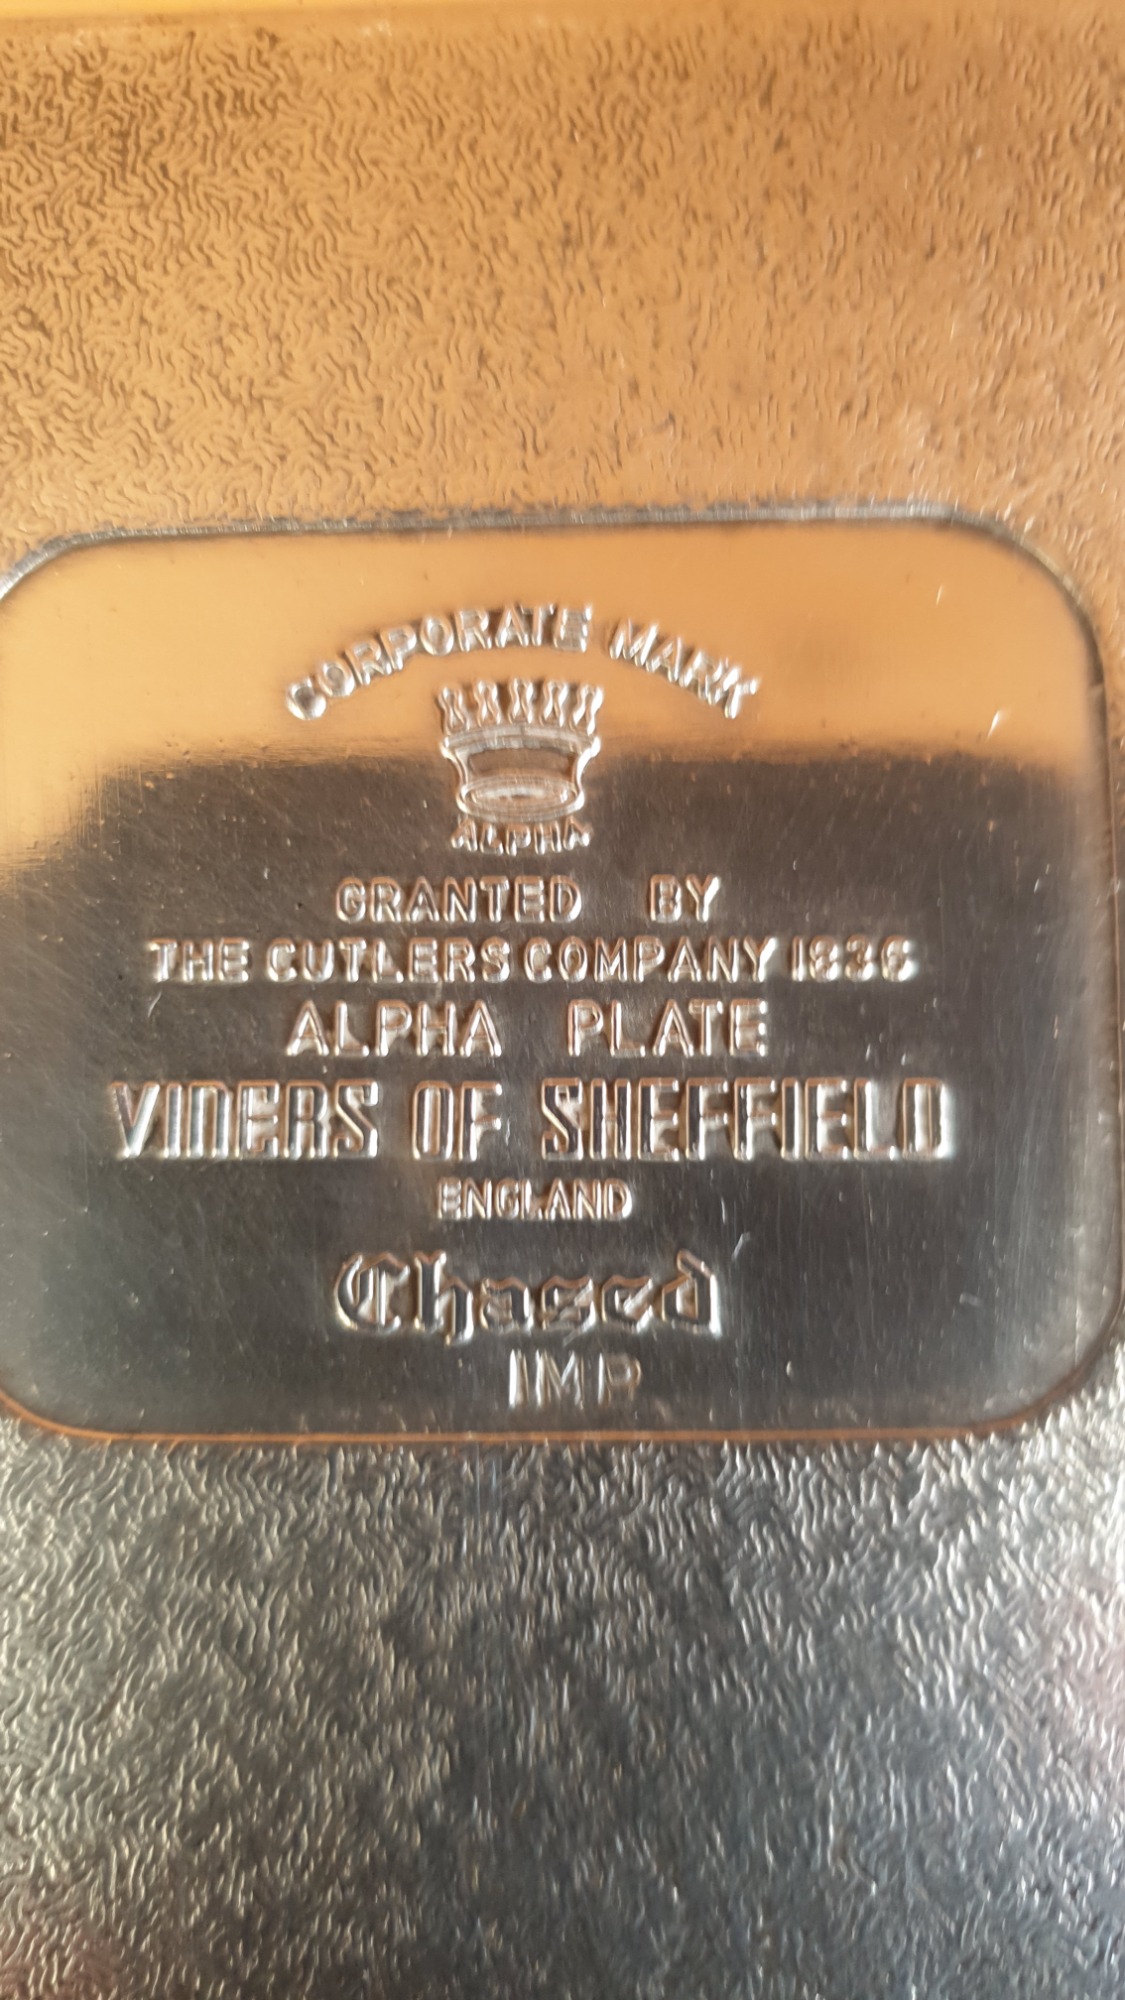 CORPORATE MARK
ALPHA
GRANTED BY
THE CUTLERS COMPANY 1836
ALPHA PLATE
VINERS OF SHEFFIELD
ENGLAND
Chased
IMP